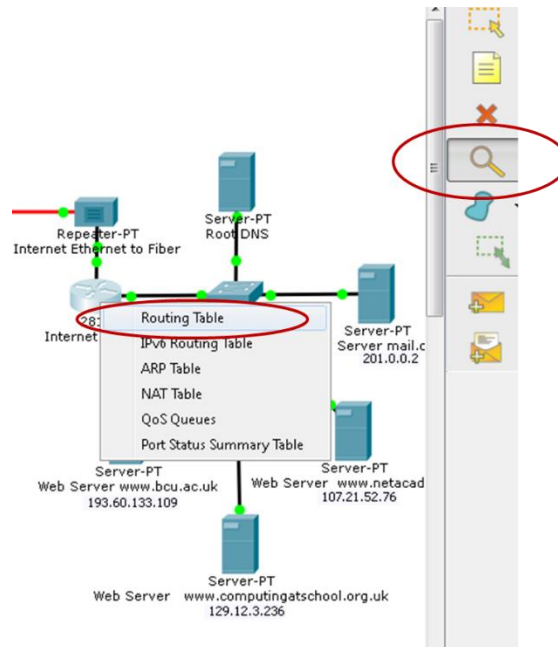 Server-PT
Root DNS
Repeater-PT
Internet Ethernet to Fiber
Internet
Routing Table
IPv6 Routing Table
ARP Table
NAT Table
QoS Queues
Port Status Summary Table
Server-PT
Server mail.c
201.0.0.2
Server-PT
Web Server www.bcu.ac.uk
193.60.133.109
Server-PT
Web Server www.netacad
107.21.52.76
Server-PT
Web Server www.computingatschool.org.uk
129.12.3.236